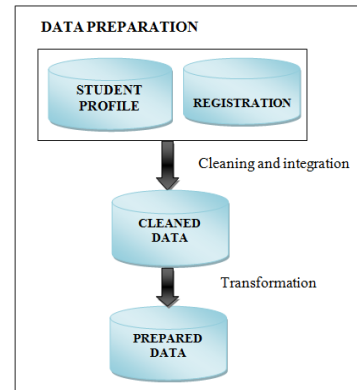 DATA PREPARATION
STUDENT
PROFILE
REGISTRATION
Cleaning and integration
CLEANED
DATA
Transformation
PREPARED
DATA